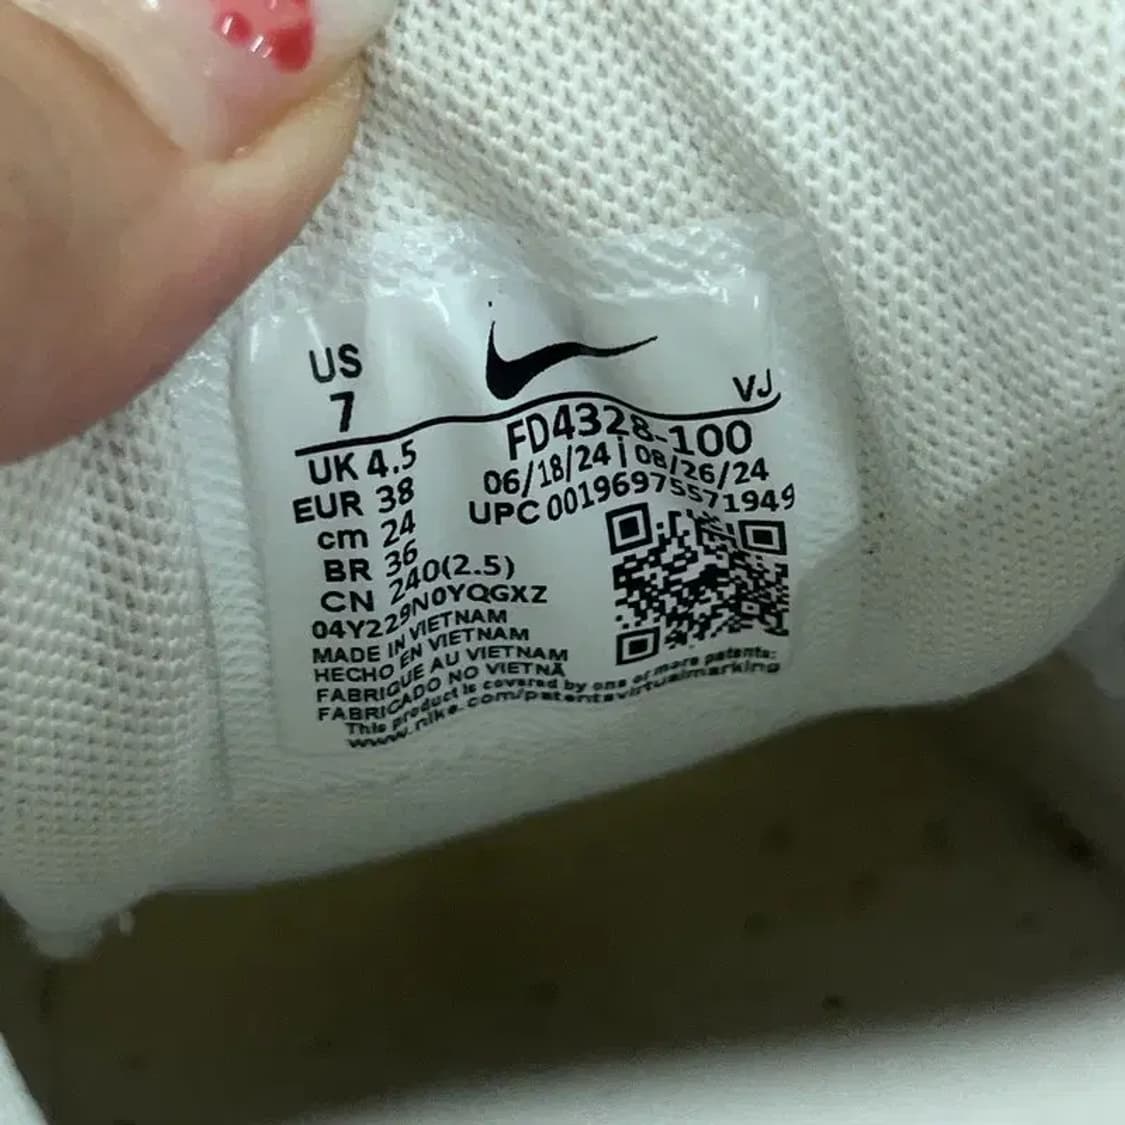 US
7
VJ
UK 4.5
EUR 38
cm 24
BR 36
CN 240(2.5)
04Y229N0YQGXZ
MADE IN VIETNAM
HECHO EN VIETNAM
FABRIQUE AU VIETNAM
FABRICADO NO VIETNÃ
FD4328-100
06/18/24 | 08/26/24
UPC 00196975571949
This product is covered by one or more patents:
www.nike.com/patentsvirtualmarking